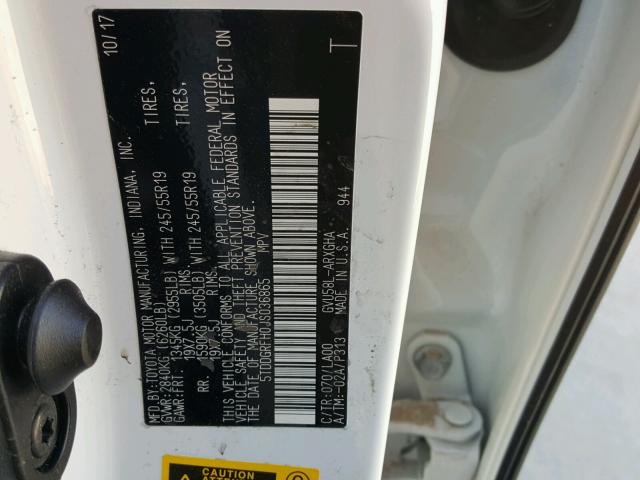 MFD.BY:TOYOTA MOTOR MANUFACTURING, INDIANA, INC. 10/17
GVWR: 2840KG (6260LB)
GAWR:FRT. 1345KG (2955LB) WITH 245/55R19 TIRES,
19X7.5J RIMS,
RR. 1590KG (3505LB) WITH 245/55R19 TIRES,
19X7.5J RIMS,
THIS VEHICLE CONFORMS TO ALL APPLICABLE FEDERAL MOTOR
VEHICLE SAFETY AND THEFT PREVENTION STANDARDS IN EFFECT ON
THE DATE OF MANUFACTURE SHOWN ABOVE.
5TDDGRFH0JS036865 MPV
T
C/TR:070/LA00 GVU58L-ARXGHA
A/TM:-02A/P313 MADE IN U.S.A. 944
CAUTION